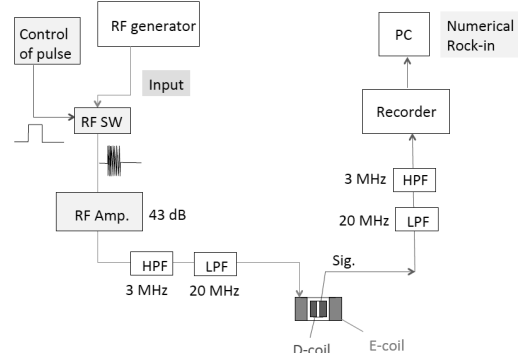 Control
of pulse
RF generator
Input
RF SW
RF Amp.
43 dB
HPF
LPF
3 MHz
20 MHz
PC
Numerical
Rock-in
Recorder
3 MHz
HPF
20 MHz
LPF
Sig.
D-coil
E-coil